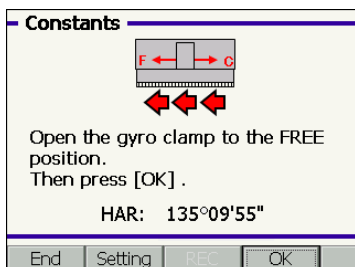 Constants
F C
Open the gyro clamp to the FREE
position.
Then press [OK] .
HAR: 135°09'55"
End Setting REC OK